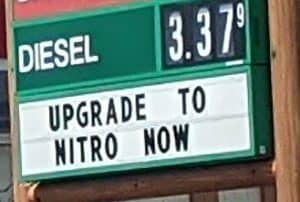 DIESEL 3.37 9
UPGRADE TO
NITRO NOW